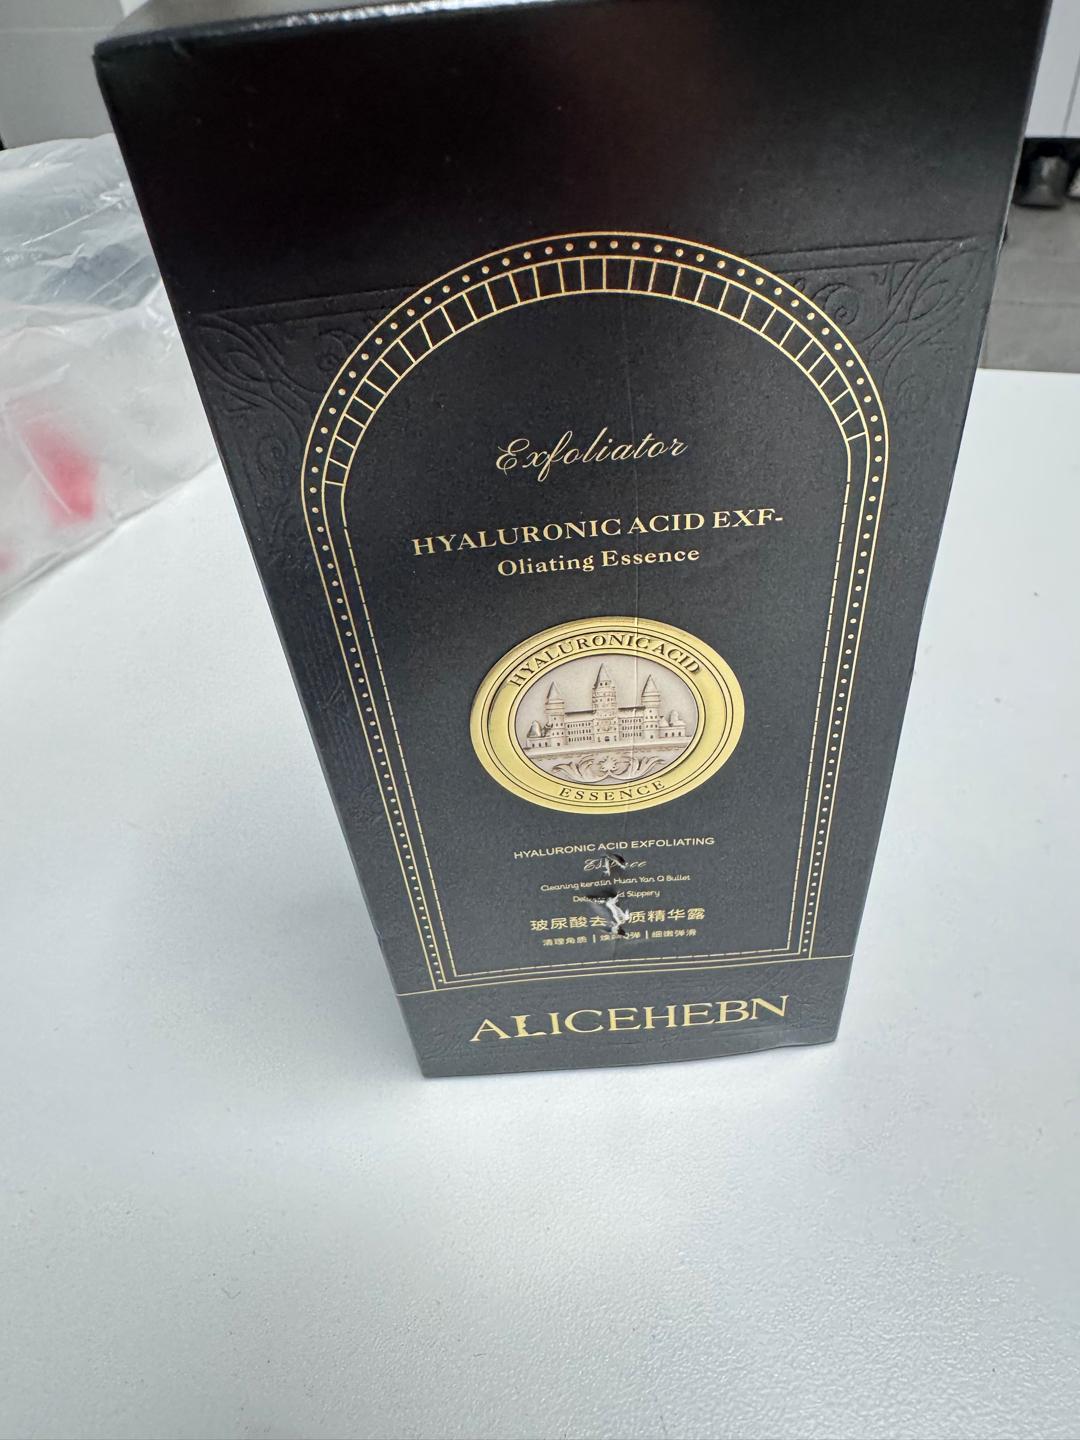 Exfoliator
HYALURONIC ACID EXF-
Oliating Essence
HYALURONIC ACID
ESSENCE
HYALURONIC ACID EXFOLIATING
Cleaning keratin Huan Yan Q Bullet
Slippery
玻尿酸去 质精华露
清理角质 | 弹 | 细嫩弹滑
ALICEHEBN